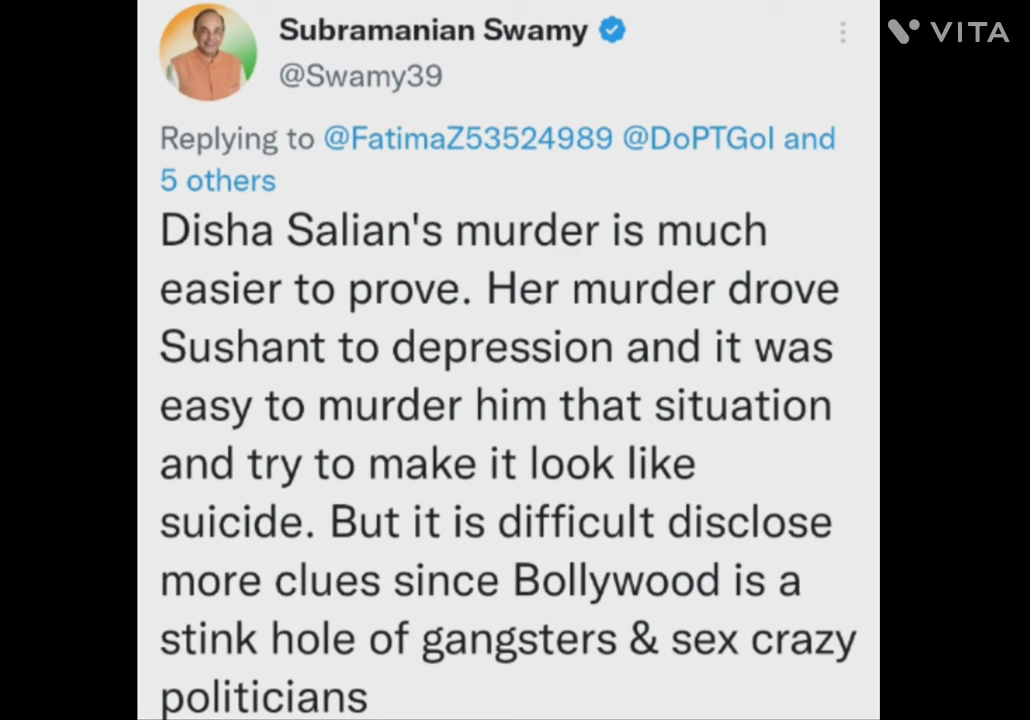 Subramanian Swamy
VITA
@Swamy39
Replying to @FatimaZ53524989 @DoPTGoI and
5 others
Disha Salian's murder is much
easier to prove. Her murder drove
Sushant to depression and it was
easy to murder him that situation
and try to make it look like
suicide. But it is difficult disclose
more clues since Bollywood is a
stink hole of gangsters & sex crazy
politicians